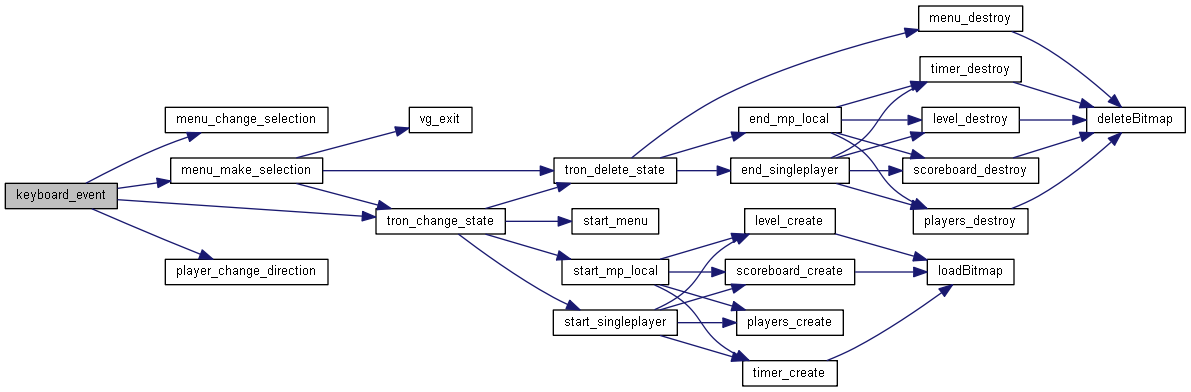 menu_destroy
timer_destroy
menu_change_selection
vg_exit
end_mp_local
level_destroy
deleteBitmap
menu_make_selection
tron_delete_state
end_singleplayer
scoreboard_destroy
keyboard_event
tron_change_state
start_menu
level_create
players_destroy
player_change_direction
start_mp_local
scoreboard_create
loadBitmap
start_singleplayer
players_create
timer_create